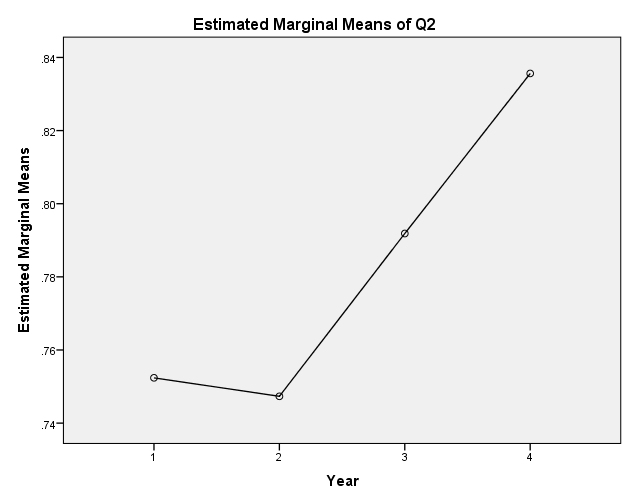 Estimated Marginal Means of Q2
Estimated Marginal Means
.84
.82
.80
.78
.76
.74
1 2 3 4
Year